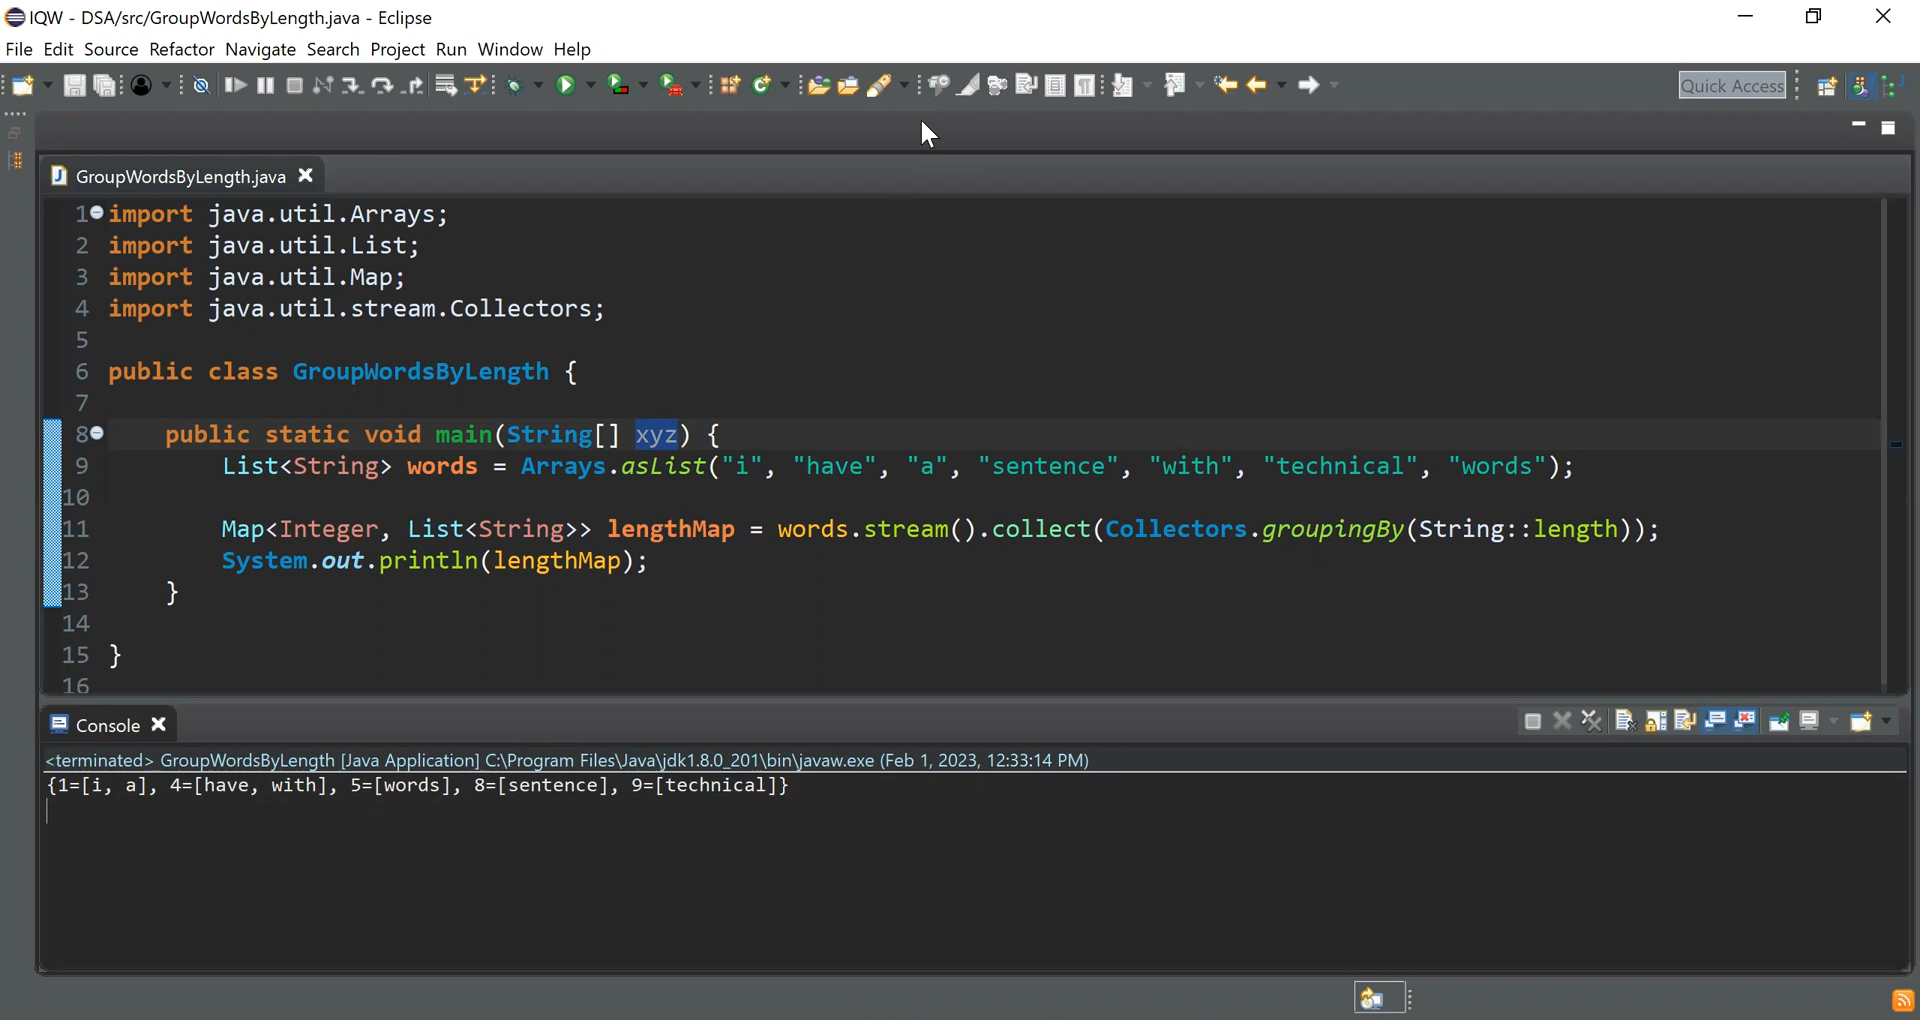 IQW - DSA/src/GroupWordsByLength.java - Eclipse
File Edit Source Refactor Navigate Search Project Run Window Help
Quick Access
GroupWordsByLength.java
1 import java.util.Arrays;
2 import java.util.List;
3 import java.util.Map;
4 import java.util.stream.Collectors;
5
6 public class GroupWordsByLength {
7
8 public static void main(String[] xyz) {
9 List<String> words = Arrays.asList("i", "have", "a", "sentence", "with", "technical", "words");
10
11 Map<Integer, List<String>> lengthMap = words.stream().collect(Collectors.groupingBy(String::length));
12 System.out.println(lengthMap);
13 }
14
15 }
16
Console
<terminated> GroupWordsByLength [Java Application] C:\Program Files\Java\jdk1.8.0_201\bin\javaw.exe (Feb 1, 2023, 12:33:14 PM)
{1=[i, a], 4=[have, with], 5=[words], 8=[sentence], 9=[technical]}